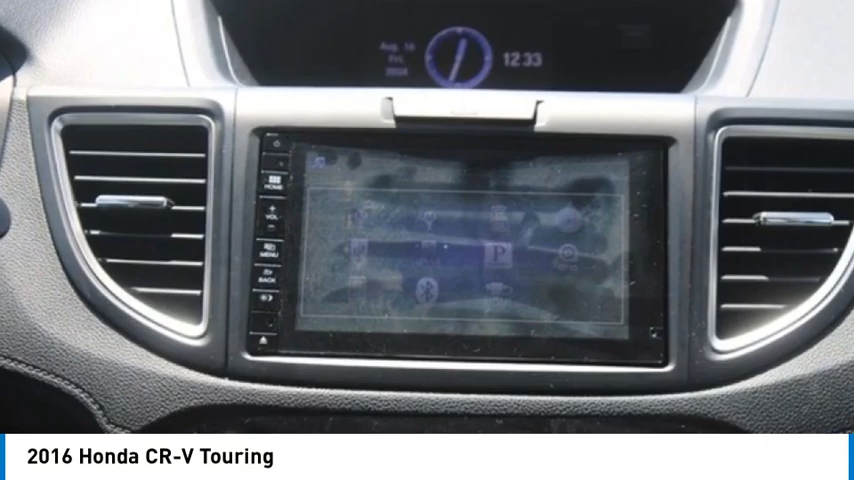 Aug. 16
Fri.
2024
12:33
HOME
+
VOL
−
MENU
BACK
P
2016 Honda CR-V Touring